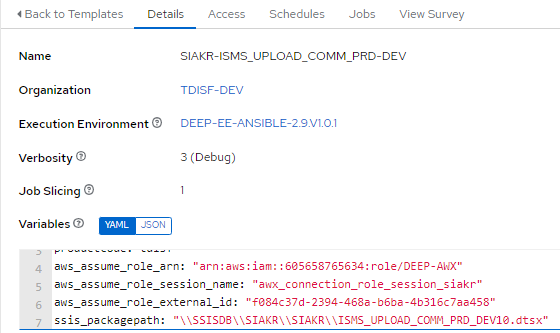 Back to Templates Details Access Schedules Jobs View Survey
Name SIAKR-ISMS_UPLOAD_COMM_PRD-DEV
Organization TDISF-DEV
Execution Environment DEEP-EE-ANSIBLE-2.9.V1.0.1
Verbosity 3 (Debug)
Job Slicing 1
Variables YAML JSON
4 aws_assume_role_arn: "arn:aws:iam::605658765634:role/DEEP-AWX"
5 aws_assume_role_session_name: "awx_connection_role_session_siakr"
6 aws_assume_role_external_id: "f084c37d-2394-468a-b6ba-4b316c7aa458"
7 ssis_packagepath: "\\SSISDB\\SIAKR\\SIAKR\\ISMS_UPLOAD_COMM_PRD_DEV10.dtsx"